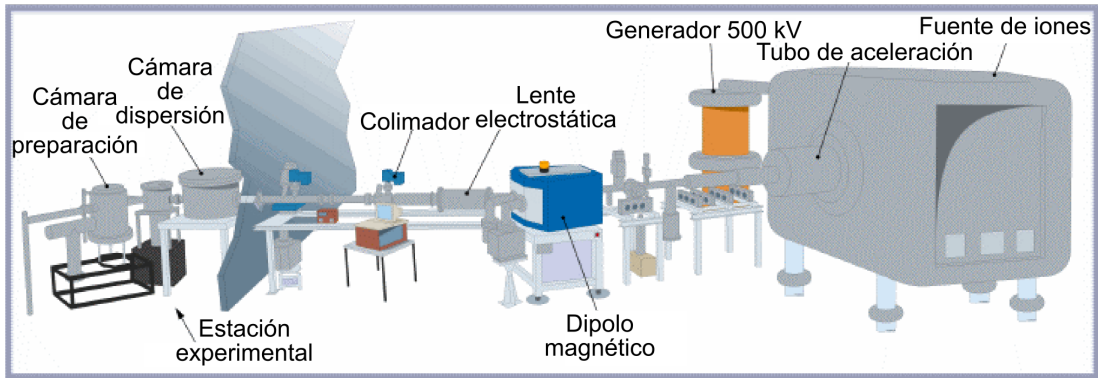 Cámara
de
preparación
Cámara
de
dispersión
Colimador
Lente
electrostática
Generador 500 kV
Tubo de aceleración
Fuente de iones
Estación
experimental
Dipolo
magnético